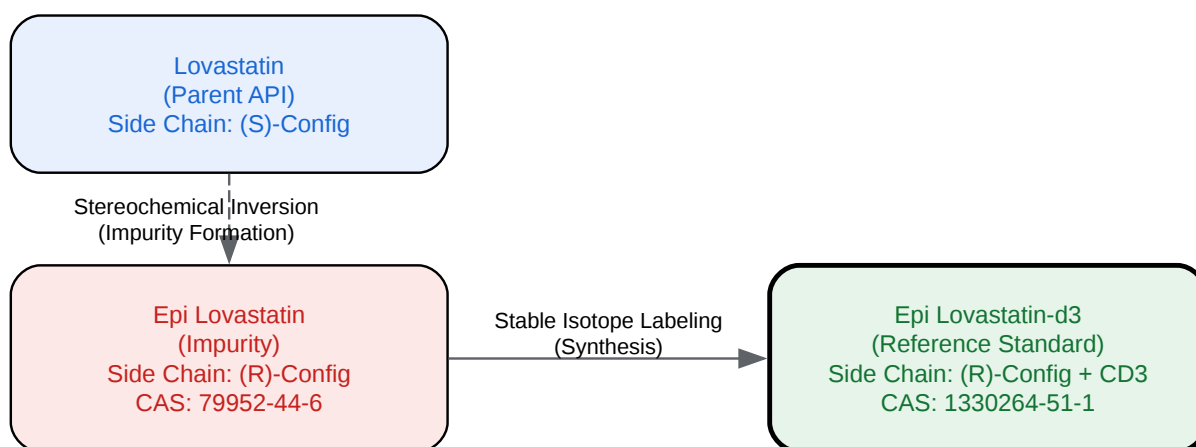 Lovastatin
(Parent API)
Side Chain: (S)-Config
Stereochemical Inversion
(Impurity Formation)
Epi Lovastatin
(Impurity)
Side Chain: (R)-Config
CAS: 79952-44-6
Stable Isotope Labeling
(Synthesis)
Epi Lovastatin-d3
(Reference Standard)
Side Chain: (R)-Config + CD3
CAS: 1330264-51-1